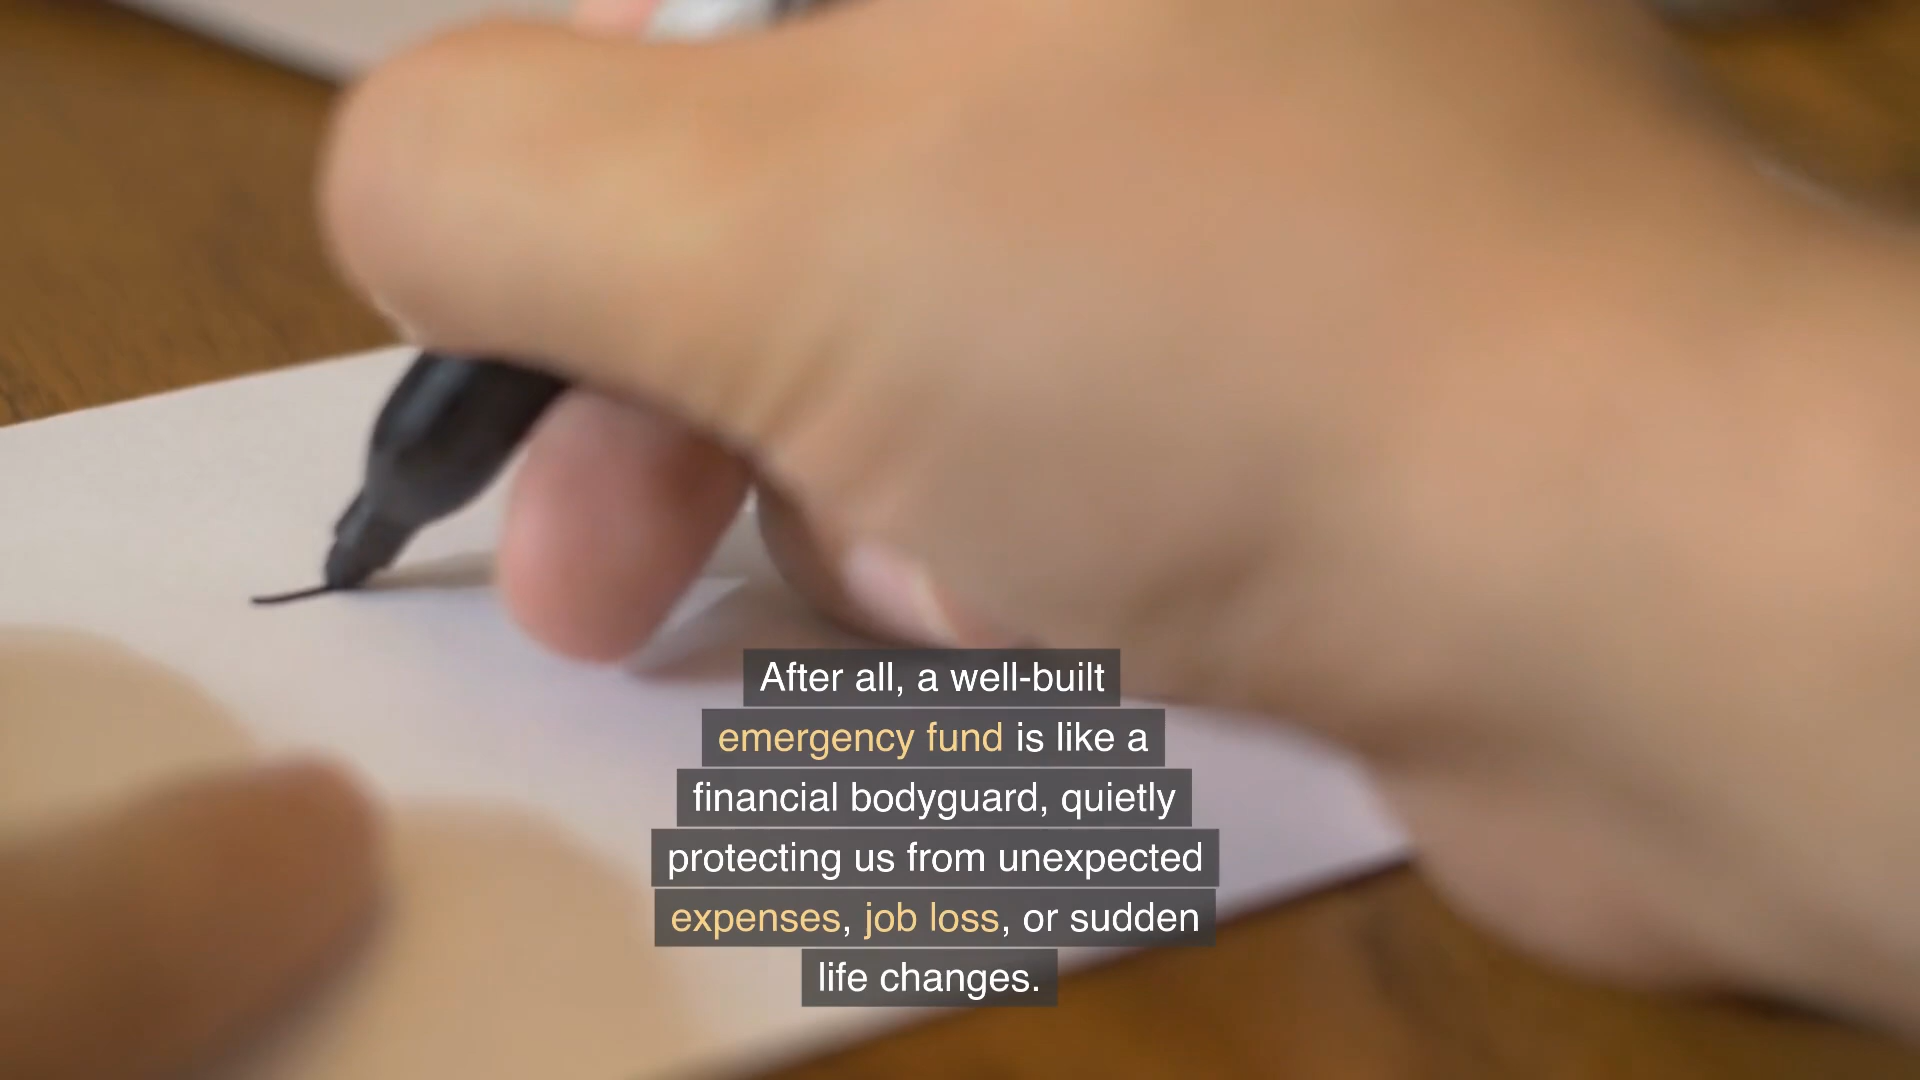 After all, a well-built
emergency fund is like a
financial bodyguard, quietly
protecting us from unexpected
expenses, job loss, or sudden
life changes.